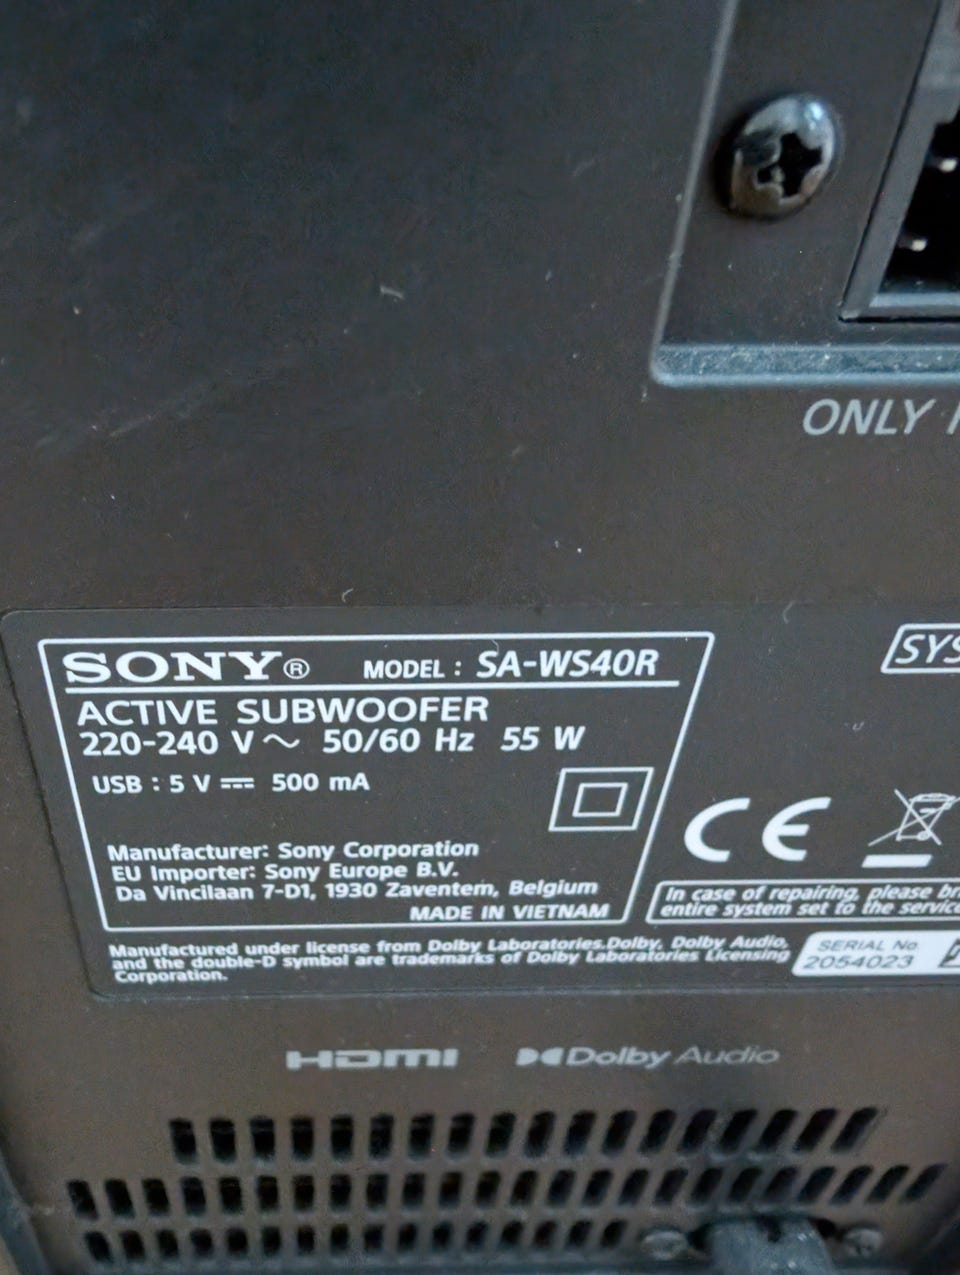 ONLY
SONY® MODEL : SA-WS40R
ACTIVE SUBWOOFER
220-240 V ~ 50/60 Hz 55 W
USB : 5 V ⎓ 500 mA
Manufacturer: Sony Corporation
EU Importer: Sony Europe B.V.
Da Vincilaan 7-D1, 1930 Zaventem, Belgium
MADE IN VIETNAM
SYS
CE
In case of repairing, please br
entire system set to the service
Manufactured under license from Dolby Laboratories.Dolby, Dolby Audio,
and the double-D symbol are trademarks of Dolby Laboratories Licensing
Corporation.
SERIAL No.
2054023
HDMI Dolby Audio